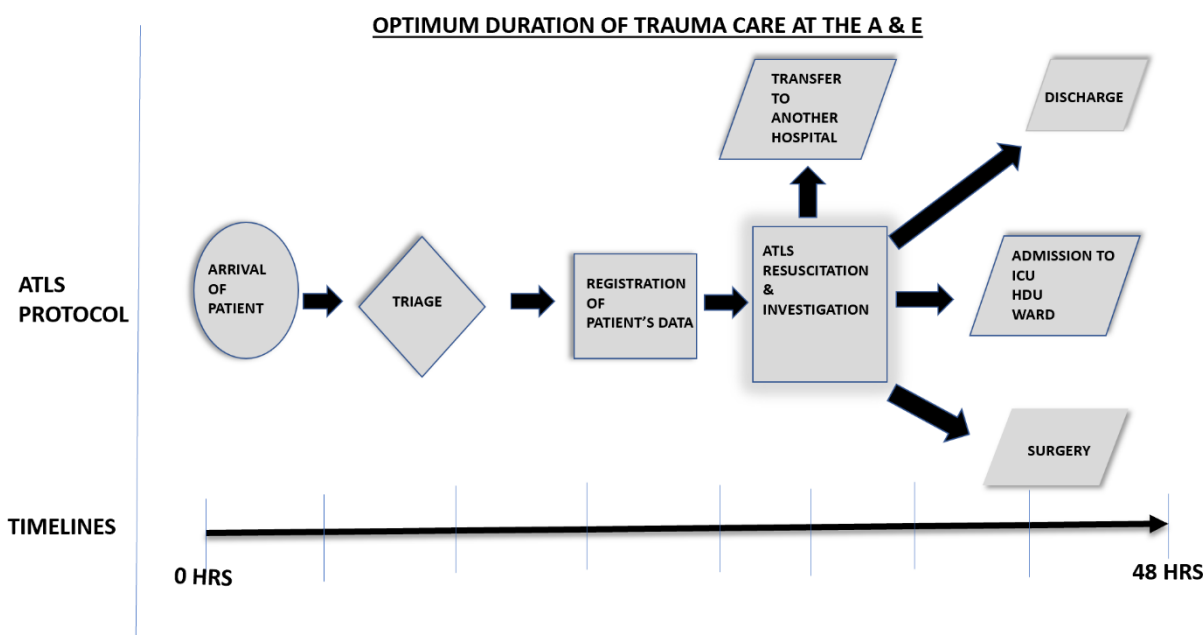 OPTIMUM DURATION OF TRAUMA CARE AT THE A & E
TRANSFER
TO
ANOTHER
HOSPITAL
DISCHARGE
ATLS
PROTOCOL
ARRIVAL
OF
PATIENT
TRIAGE
REGISTRATION
OF
PATIENT’S DATA
ATLS
RESUSCITATION
&
INVESTIGATION
ADMISSION TO
ICU
HDU
WARD
SURGERY
TIMELINES
0 HRS
48 HRS